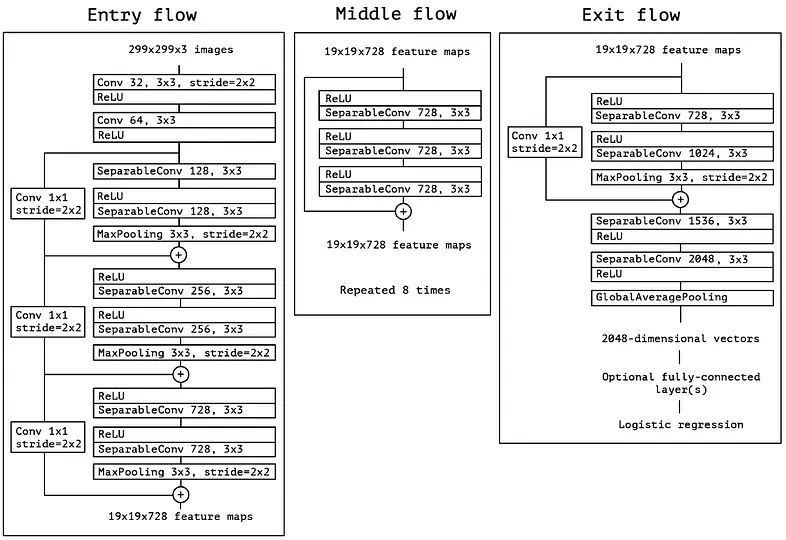 Entry flow
299x299x3 images
Conv 32, 3x3, stride=2x2
ReLU
Conv 64, 3x3
ReLU
SeparableConv 128, 3x3
Conv 1x1
stride=2x2
ReLU
SeparableConv 128, 3x3
MaxPooling 3x3, stride=2x2
+
ReLU
SeparableConv 256, 3x3
Conv 1x1
stride=2x2
ReLU
SeparableConv 256, 3x3
MaxPooling 3x3, stride=2x2
+
ReLU
SeparableConv 728, 3x3
Conv 1x1
stride=2x2
ReLU
SeparableConv 728, 3x3
MaxPooling 3x3, stride=2x2
+
19x19x728 feature maps
Middle flow
19x19x728 feature maps
ReLU
SeparableConv 728, 3x3
ReLU
SeparableConv 728, 3x3
ReLU
SeparableConv 728, 3x3
+
19x19x728 feature maps
Repeated 8 times
Exit flow
19x19x728 feature maps
ReLU
SeparableConv 728, 3x3
Conv 1x1
stride=2x2
ReLU
SeparableConv 1024, 3x3
MaxPooling 3x3, stride=2x2
+
SeparableConv 1536, 3x3
ReLU
SeparableConv 2048, 3x3
ReLU
GlobalAveragePooling
2048-dimensional vectors
Optional fully-connected
layer(s)
Logistic regression